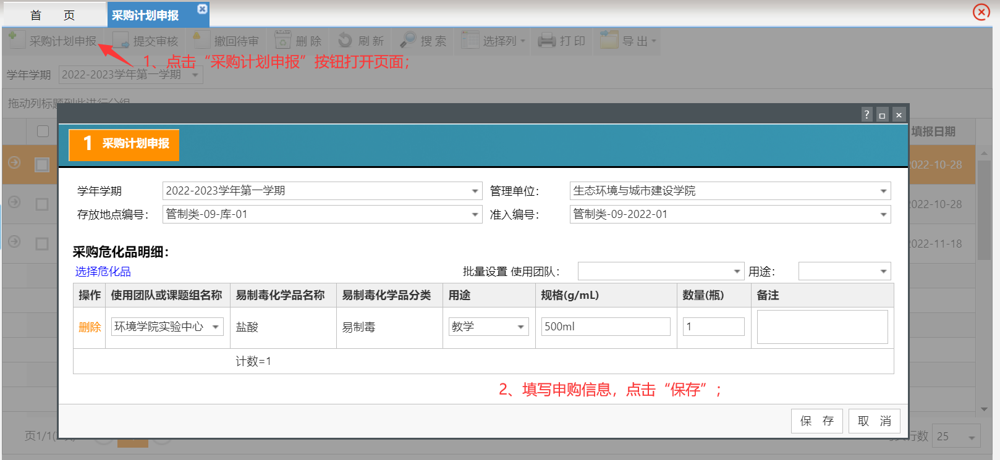 首 页
采购计划申报
采购计划申报 提交审核 撤回待审 删 除 刷 新 搜 索 选择列 打 印 导 出
1、点击“采购计划申报”按钮打开页面；
学年学期 2022-2023学年第一学期
拖动列标题到此进行分组
填报日期
2022-10-28
2022-10-28
2022-11-18
? ×
1 采购计划申报
学年学期 2022-2023学年第一学期 管理单位： 生态环境与城市建设学院
存放地点编号： 管制类-09-库-01 准入编号： 管制类-09-2022-01
采购危化品明细：
选择危化品 批量设置 使用团队： 用途：
操作 使用团队或课题组名称 易制毒化学品名称 易制毒化学品分类 用途 规格(g/mL) 数量(瓶) 备注
删除 环境学院实验中心 盐酸 易制毒 教学 500ml 1
计数=1
2、填写申购信息，点击“保存”；
保 存 取 消
页1/1( 行数 25